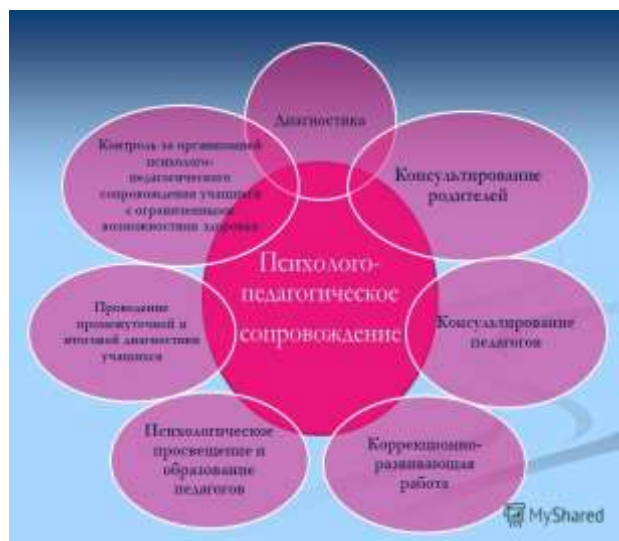 Диагностика
Консультирование
родителей
Консультирование
педагогов
Коррекционно-
развивающая
работа
Психологическое
просвещение и
образование
педагогов
Проведение
промежуточной и
итоговой диагностики
учащихся
Контроль за организацией
психолого-
педагогического
сопровождения учащихся
с ограниченными
возможностями здоровья
Психолого-
педагогическое
сопровождение
MyShared